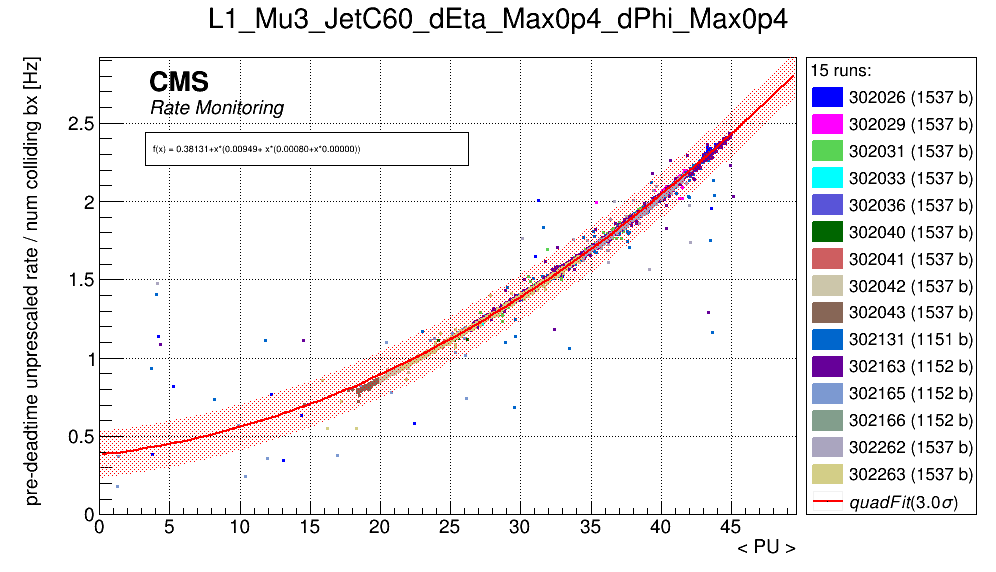 L1_Mu3_JetC60_dEta_Max0p4_dPhi_Max0p4
pre-deadtime unprescaled rate / num colliding bx [Hz]
CMS
Rate Monitoring
f(x) = 0.38131+x*(0.00949+ x*(0.00080+x*0.00000))
2.5
2
1.5
1
0.5
0
0 5 10 15 20 25 30 35 40 45
< PU >
15 runs:
302026 (1537 b)
302029 (1537 b)
302031 (1537 b)
302033 (1537 b)
302036 (1537 b)
302040 (1537 b)
302041 (1537 b)
302042 (1537 b)
302043 (1537 b)
302131 (1151 b)
302163 (1152 b)
302165 (1152 b)
302166 (1152 b)
302262 (1537 b)
302263 (1537 b)
quadFit(3.0σ)